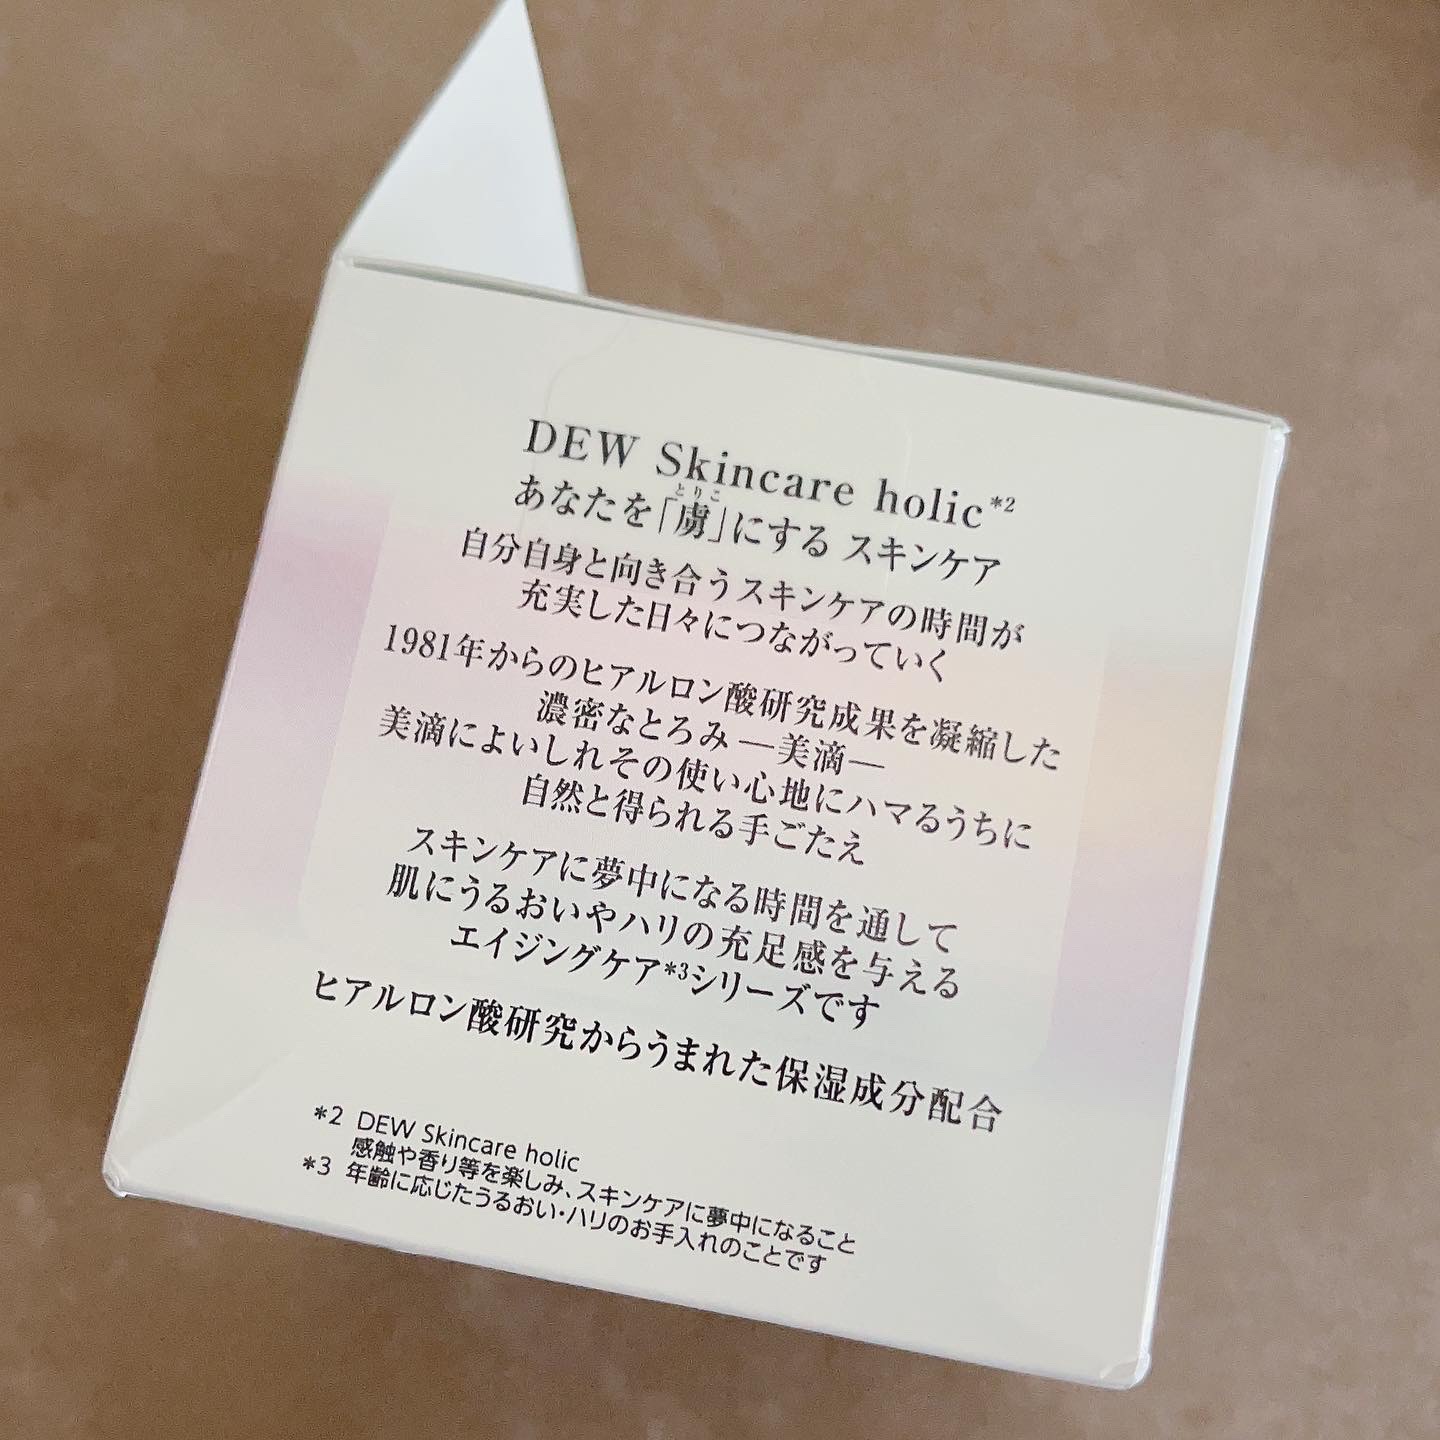 DEW Skincare holic*2
とりこ
あなたを「虜」にする スキンケア
自分自身と向き合うスキンケアの時間が
充実した日々につながっていく
1981年からのヒアルロン酸研究成果を凝縮した
濃密なとろみ ―美滴―
美滴によいしれその使い心地にハマるうちに
自然と得られる手ごたえ
スキンケアに夢中になる時間を通して
肌にうるおいやハリの充足感を与える
エイジングケア*3シリーズです
ヒアルロン酸研究からうまれた保湿成分配合
*2 DEW Skincare holic
感触や香り等を楽しみ、スキンケアに夢中になること
*3 年齢に応じたうるおい・ハリのお手入れのことです